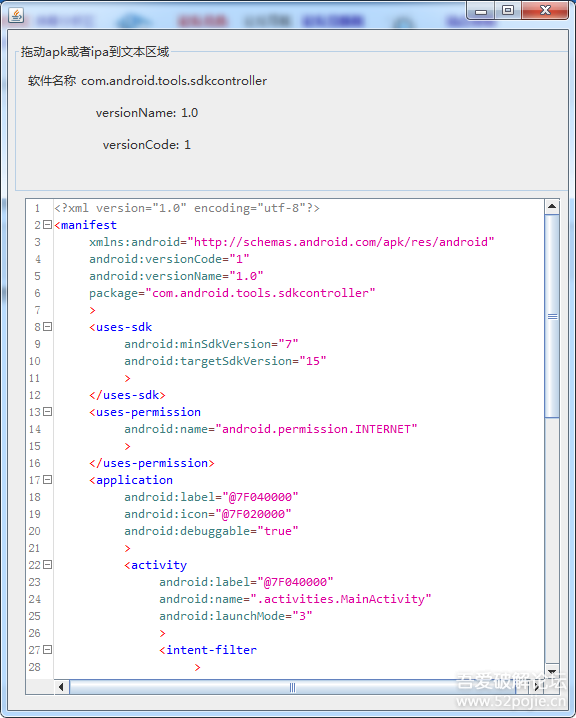 拖动apk或者ipa到文本区域
软件名称 com.android.tools.sdkcontroller
versionName: 1.0
versionCode: 1
1 <?xml version="1.0" encoding="utf-8"?>
2 <manifest
3 xmlns:android="http://schemas.android.com/apk/res/android"
4 android:versionCode="1"
5 android:versionName="1.0"
6 package="com.android.tools.sdkcontroller"
7 >
8 <uses-sdk
9 android:minSdkVersion="7"
10 android:targetSdkVersion="15"
11 >
12 </uses-sdk>
13 <uses-permission
14 android:name="android.permission.INTERNET"
15 >
16 </uses-permission>
17 <application
18 android:label="@7F040000"
19 android:icon="@7F020000"
20 android:debuggable="true"
21 >
22 <activity
23 android:label="@7F040000"
24 android:name=".activities.MainActivity"
25 android:launchMode="3"
26 >
27 <intent-filter
28 >
吾爱破解论坛
www.52pojie.cn